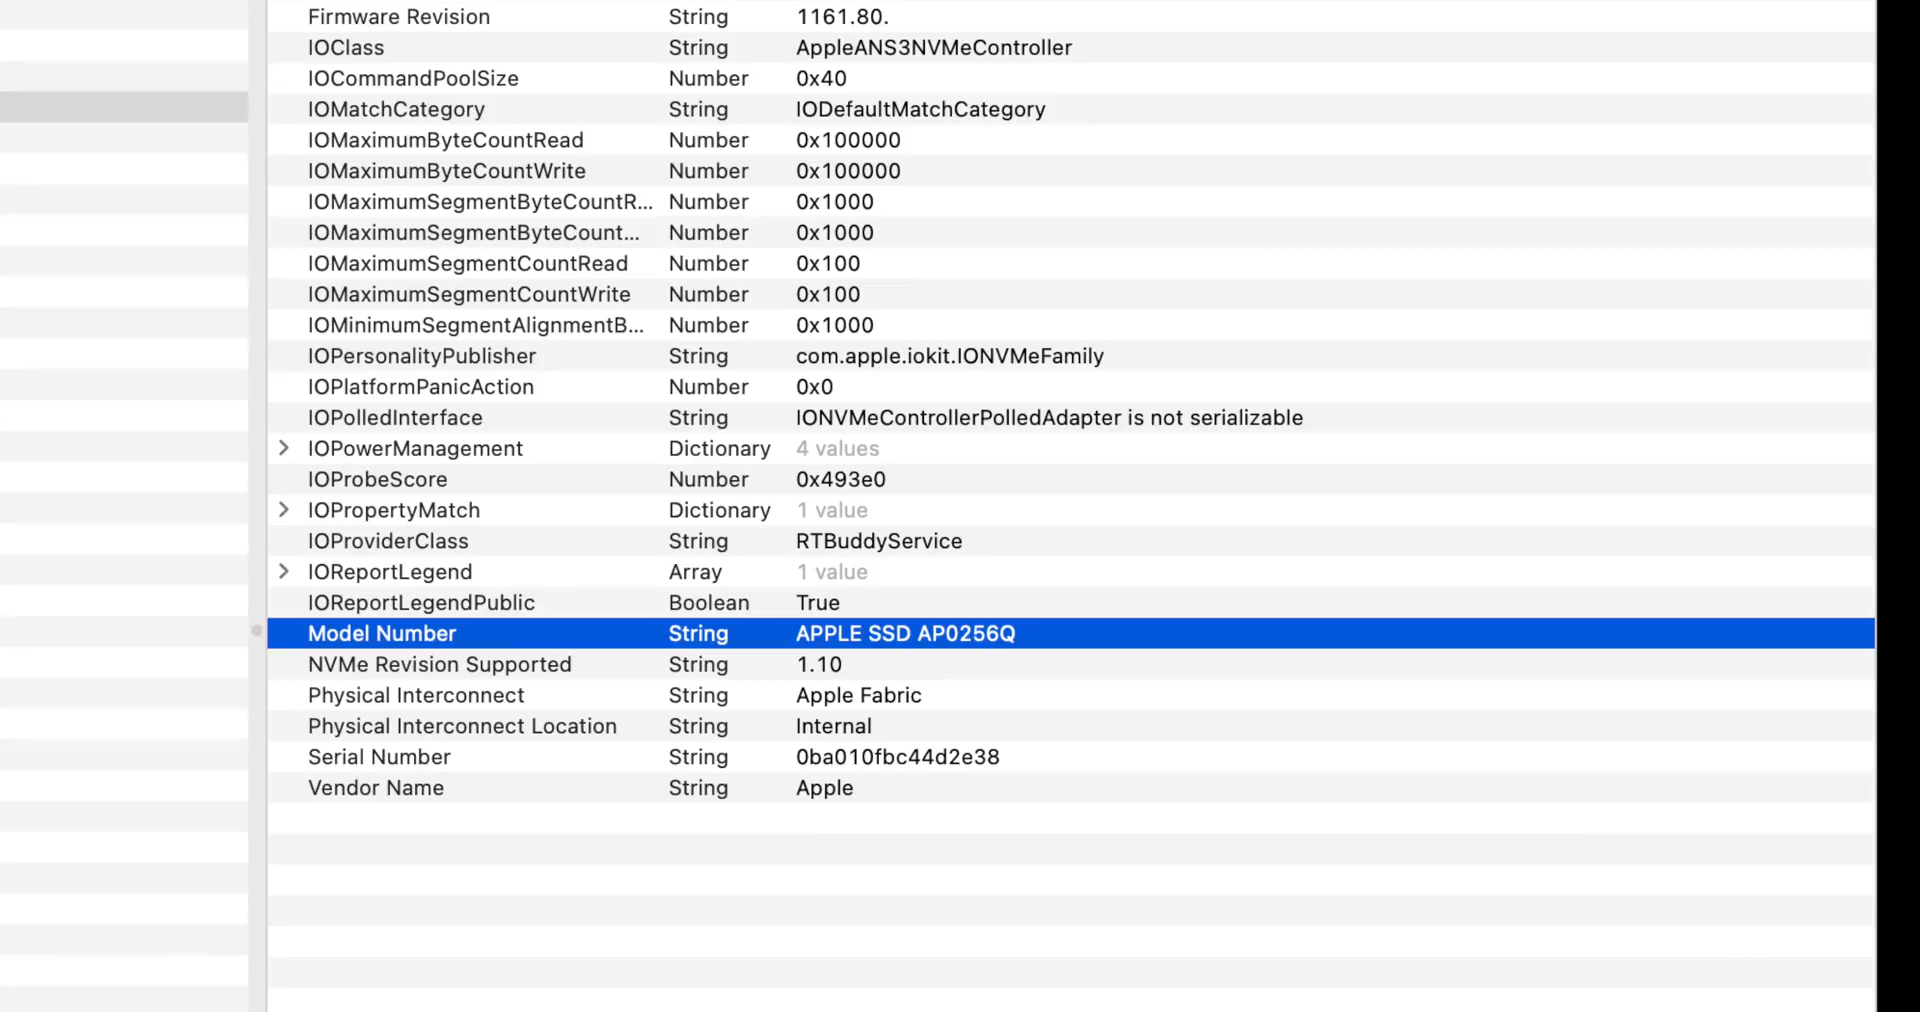 Firmware Revision String 1161.80.
IOClass String AppleANS3NVMeController
IOCommandPoolSize Number 0x40
IOMatchCategory String IODefaultMatchCategory
IOMaximumByteCountRead Number 0x100000
IOMaximumByteCountWrite Number 0x100000
IOMaximumSegmentByteCountR... Number 0x1000
IOMaximumSegmentByteCount... Number 0x1000
IOMaximumSegmentCountRead Number 0x100
IOMaximumSegmentCountWrite Number 0x100
IOMinimumSegmentAlignmentB... Number 0x1000
IOPersonalityPublisher String com.apple.iokit.IONVMeFamily
IOPlatformPanicAction Number 0x0
IOPolledInterface String IONVMeControllerPolledAdapter is not serializable
IOPowerManagement Dictionary 4 values
IOProbeScore Number 0x493e0
IOPropertyMatch Dictionary 1 value
IOProviderClass String RTBuddyService
IOReportLegend Array 1 value
IOReportLegendPublic Boolean True
Model Number String APPLE SSD AP0256Q
NVMe Revision Supported String 1.10
Physical Interconnect String Apple Fabric
Physical Interconnect Location String Internal
Serial Number String 0ba010fbc44d2e38
Vendor Name String Apple